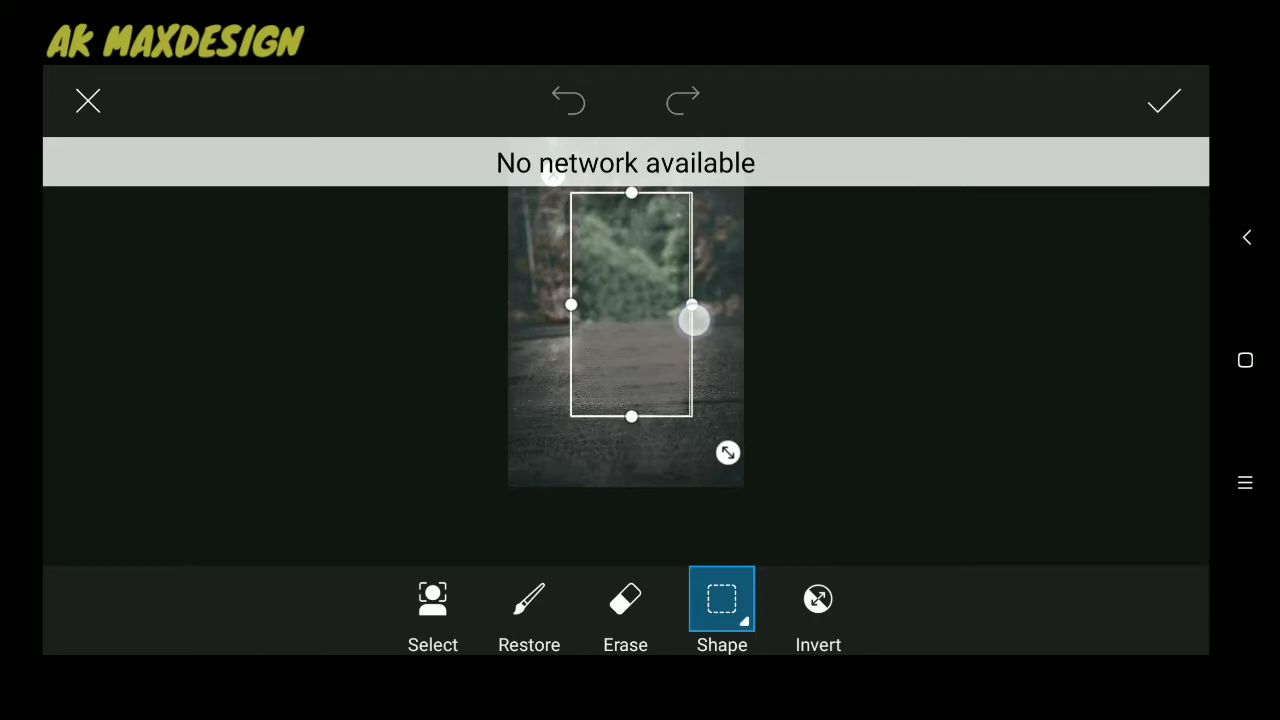 AK MAXDESIGN
No network available
Select
Restore
Erase
Shape
Invert